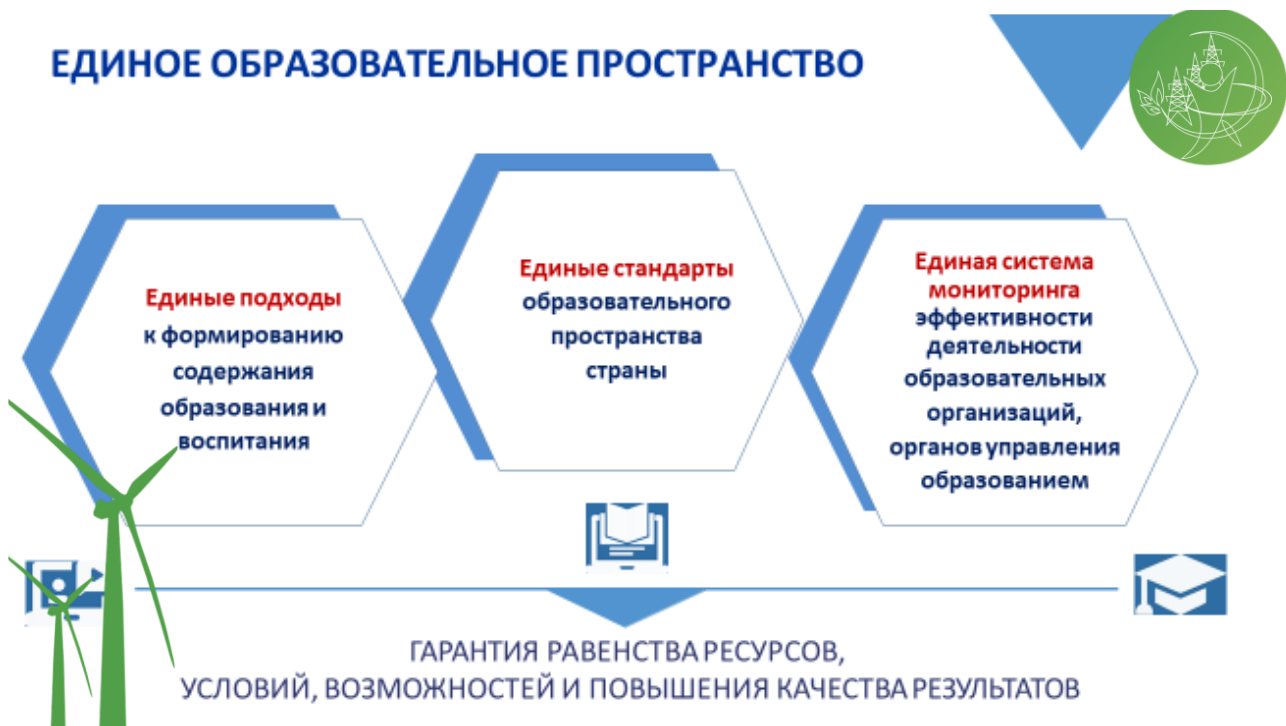 ЕДИНОЕ ОБРАЗОВАТЕЛЬНОЕ ПРОСТРАНСТВО
Единые подходы
к формированию
содержания
образования и
воспитания
Единые стандарты
образовательного
пространства
страны
Единая система
мониторинга
эффективности
деятельности
образовательных
организаций,
органов управления
образованием
ГАРАНТИЯ РАВЕНСТВА РЕСУРСОВ,
УСЛОВИЙ, ВОЗМОЖНОСТЕЙ И ПОВЫШЕНИЯ КАЧЕСТВА РЕЗУЛЬТАТОВ